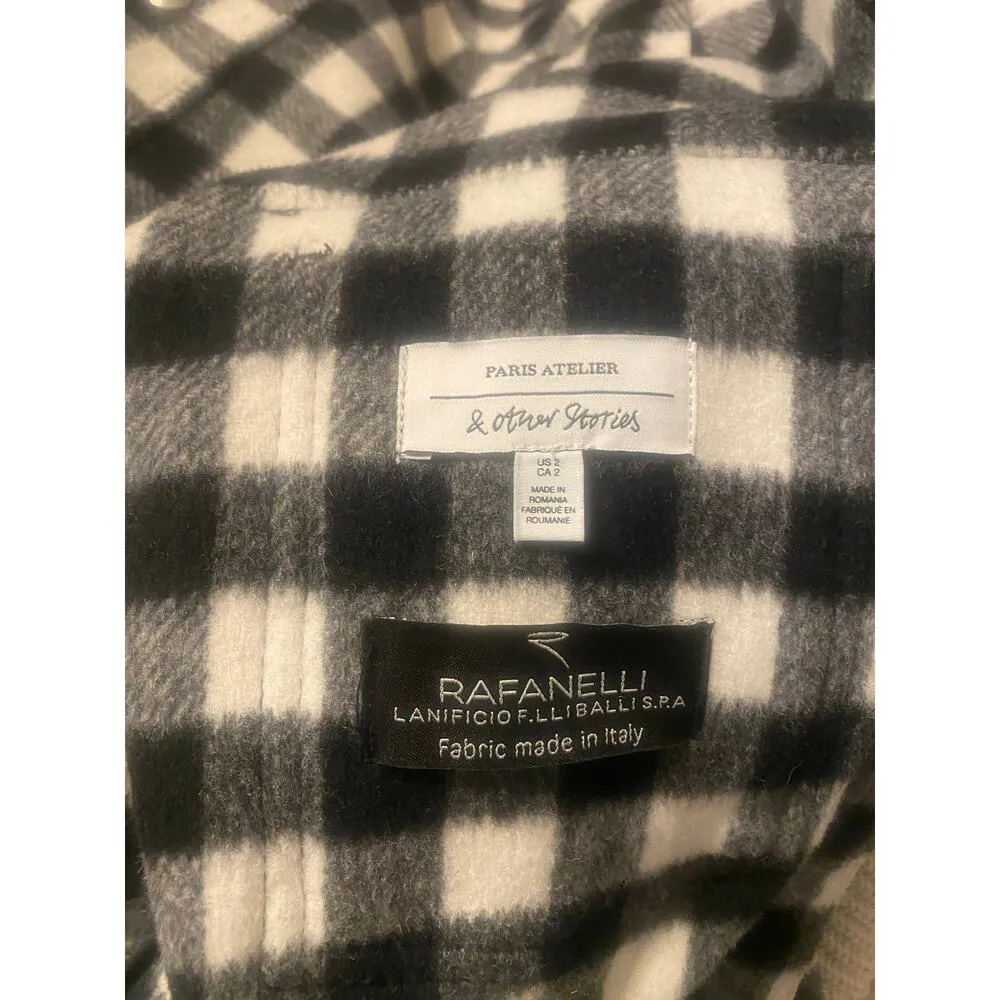 PARIS ATELIER
& other Stories
US 2
CA 2
MADE IN
ROMANIA
FABRIQUÉ EN
ROUMANIE
RAFANELLI
LANIFICIO F.LLI BALLI S.P.A
Fabric made in Italy